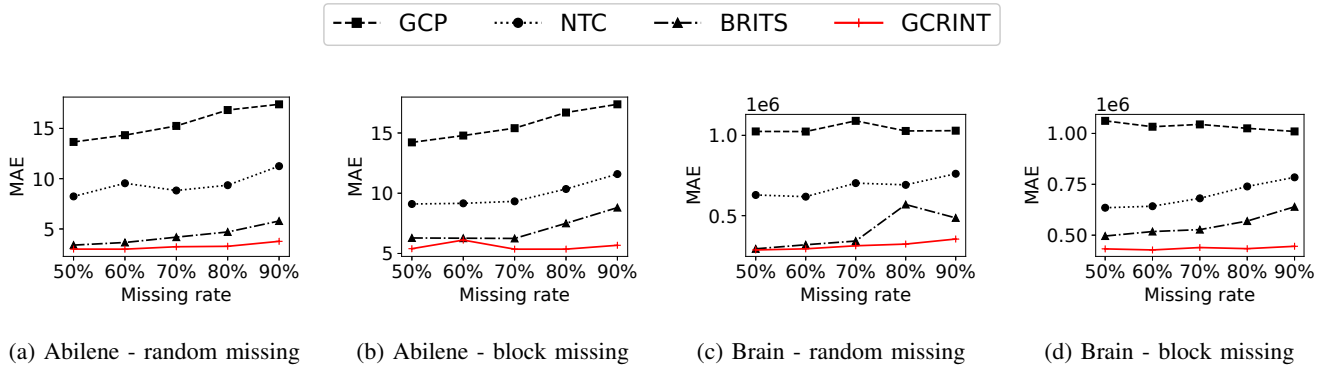 GCP NTC BRITS GCRINT
MAE
15
10
5
50% 60% 70% 80% 90%
Missing rate
(a) Abilene - random missing
MAE
15
10
5
50% 60% 70% 80% 90%
Missing rate
(b) Abilene - block missing
1e6
MAE
1.0
0.5
50% 60% 70% 80% 90%
Missing rate
(c) Brain - random missing
1e6
MAE
1.00
0.75
0.50
50% 60% 70% 80% 90%
Missing rate
(d) Brain - block missing